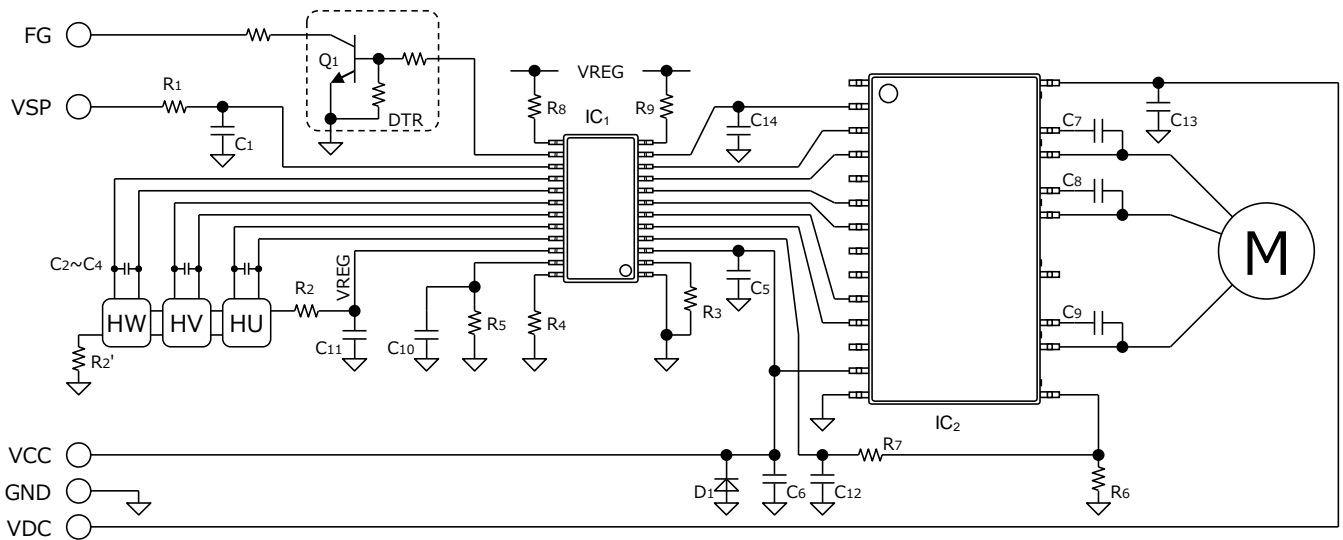 FG
Q1
DTR
VREG
R1
VSP
C1
R8
R9
IC1
C14
C13
C7
C8
C9
M
C2~C4
HW
HV
HU
R2
VREG
R2'
C11
C10
R5
R4
R3
C5
IC2
R7
R6
VCC
D1
C6
C12
GND
VDC